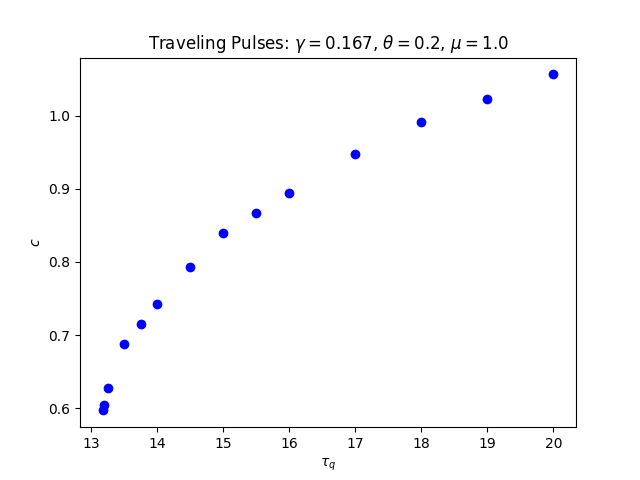 Traveling Pulses: γ = 0.167, θ = 0.2, μ = 1.0
1.0
0.9
c
0.8
0.7
0.6
13 14 15 16 17 18 19 20
τ_q